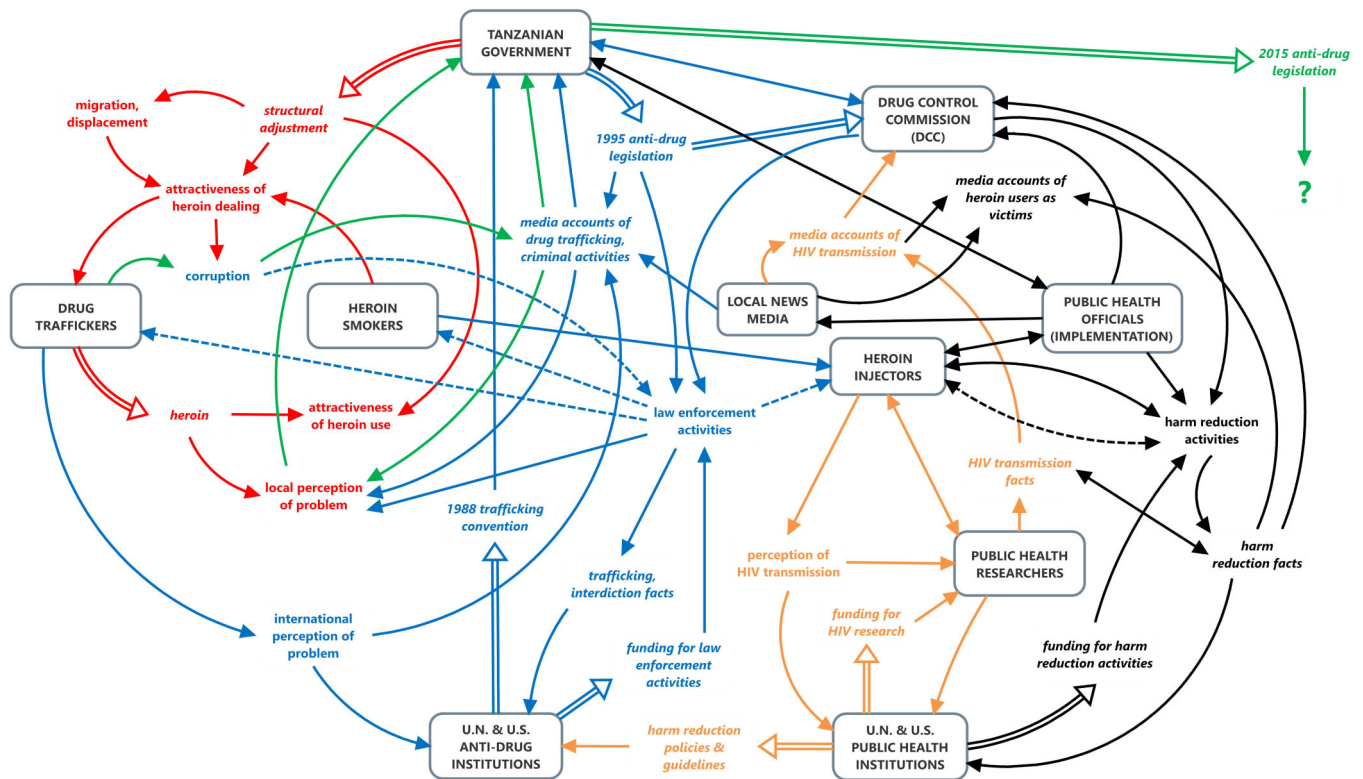 TANZANIAN
GOVERNMENT
2015 anti-drug
legislation
migration,
displacement
structural
adjustment
DRUG CONTROL
COMMISSION
(DCC)
1995 anti-drug
legislation
attractiveness of
heroin dealing
media accounts of
heroin users as
victims
?
media accounts of
drug trafficking,
criminal activities
media accounts of
HIV transmission
corruption
DRUG
TRAFFICKERS
HEROIN
SMOKERS
LOCAL NEWS
MEDIA
PUBLIC HEALTH
OFFICIALS
(IMPLEMENTATION)
HEROIN
INJECTORS
heroin
attractiveness
of heroin use
law enforcement
activities
harm reduction
activities
local perception
of problem
HIV transmission
facts
1988 trafficking
convention
perception of
HIV transmission
PUBLIC HEALTH
RESEARCHERS
harm
reduction facts
trafficking,
interdiction facts
international
perception of
problem
funding for
HIV research
funding for law
enforcement
activities
funding for harm
reduction activities
U.N. & U.S.
ANTI-DRUG
INSTITUTIONS
harm reduction
policies &
guidelines
U.N. & U.S.
PUBLIC HEALTH
INSTITUTIONS